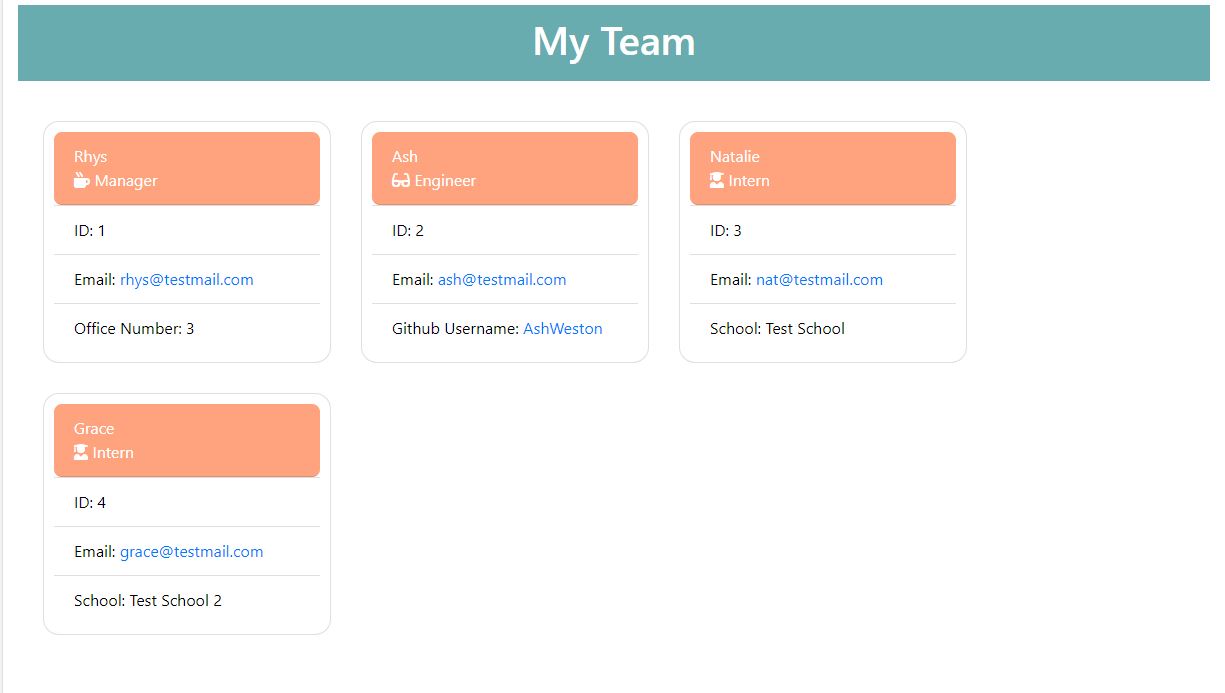 My Team
Rhys
Manager
ID: 1
Email: rhys@testmail.com
Office Number: 3
Ash
Engineer
ID: 2
Email: ash@testmail.com
Github Username: AshWeston
Natalie
Intern
ID: 3
Email: nat@testmail.com
School: Test School
Grace
Intern
ID: 4
Email: grace@testmail.com
School: Test School 2